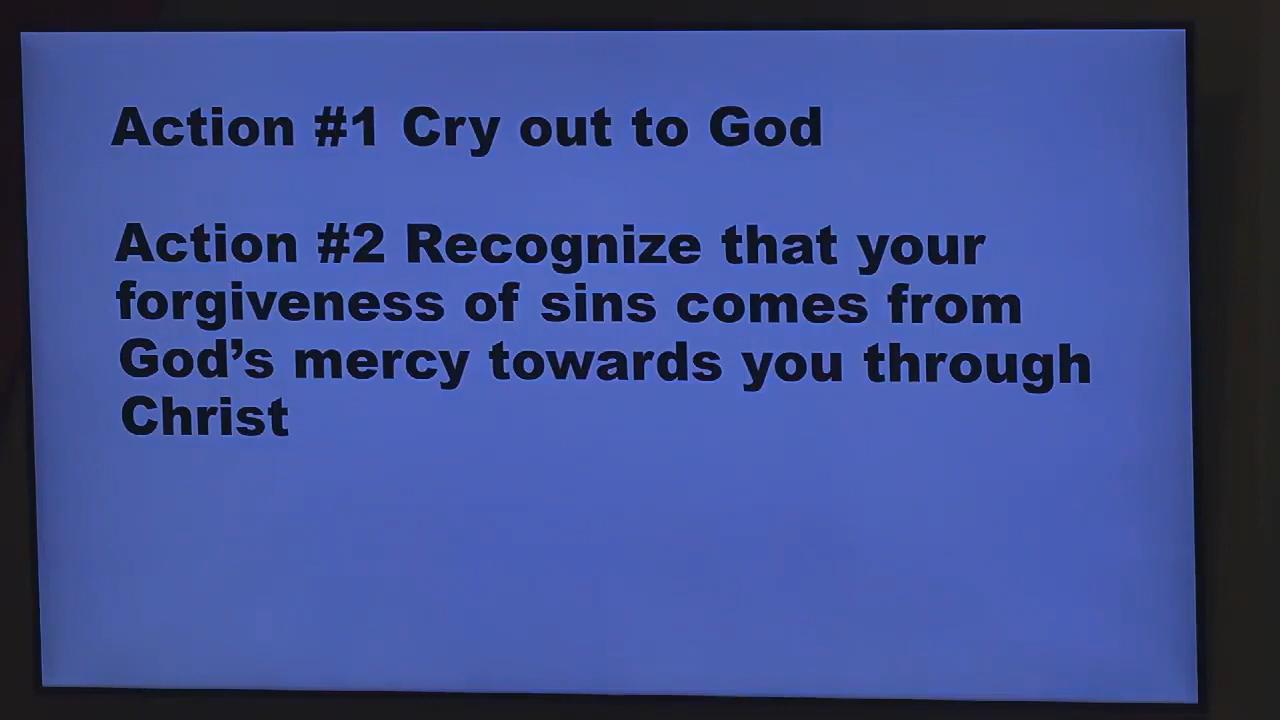 Action #1 Cry out to God
Action #2 Recognize that your
forgiveness of sins comes from
God’s mercy towards you through
Christ